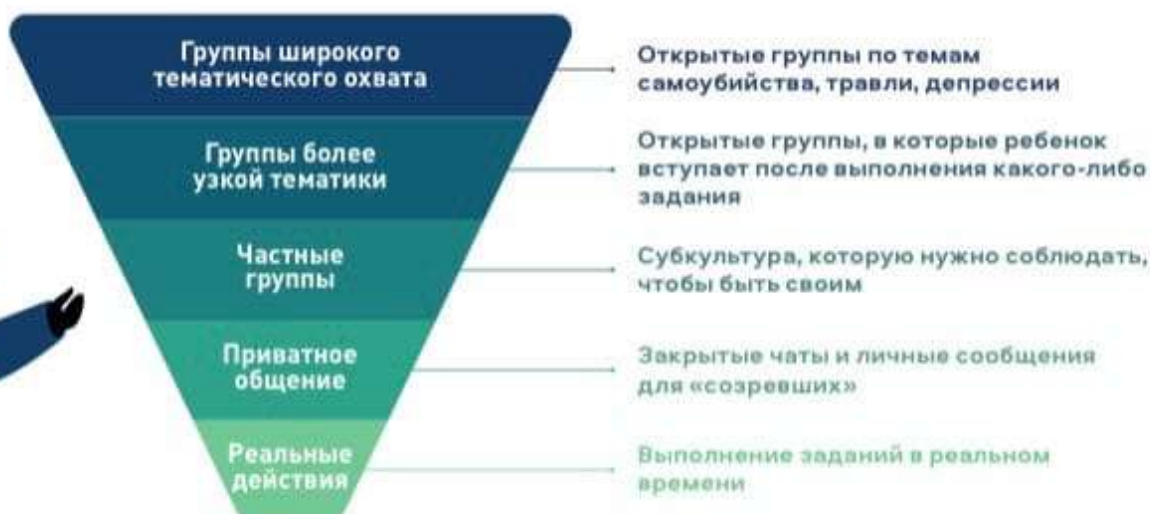 Группы широкого
тематического охвата
Открытые группы по темам
самоубийства, травли, депрессии
Группы более
узкой тематики
Открытые группы, в которые ребенок
вступает после выполнения какого-либо
задания
Частные
группы
Субкультура, которую нужно соблюдать,
чтобы быть своим
Приватное
общение
Закрытые чаты и личные сообщения
для «созревших»
Реальные
действия
Выполнение заданий в реальном
времени